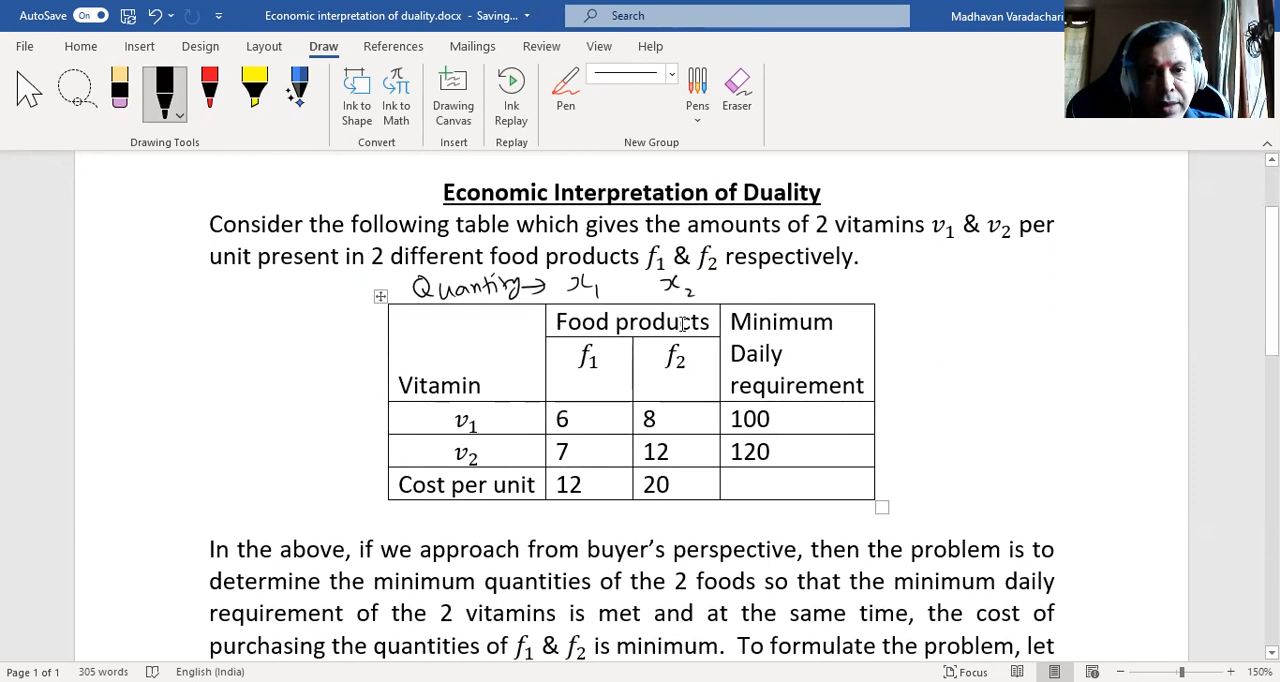 AutoSave On Economic interpretation of duality.docx - Saving... Search Madhavan Varadachari
File Home Insert Design Layout Draw References Mailings Review View Help
Ink to Shape Ink to Math Drawing Canvas Ink Replay Pen Pens Eraser
Drawing Tools Convert Insert Replay New Group
Economic Interpretation of Duality
Consider the following table which gives the amounts of 2 vitamins v₁ & v₂ per
unit present in 2 different food products f₁ & f₂ respectively.
Quantity → x₁ x₂
Food products Minimum Daily requirement
Vitamin f₁ f₂
v₁ 6 8 100
v₂ 7 12 120
Cost per unit 12 20
In the above, if we approach from buyer’s perspective, then the problem is to
determine the minimum quantities of the 2 foods so that the minimum daily
requirement of the 2 vitamins is met and at the same time, the cost of
purchasing the quantities of f₁ & f₂ is minimum. To formulate the problem, let
Page 1 of 1 305 words English (India) Focus 150%